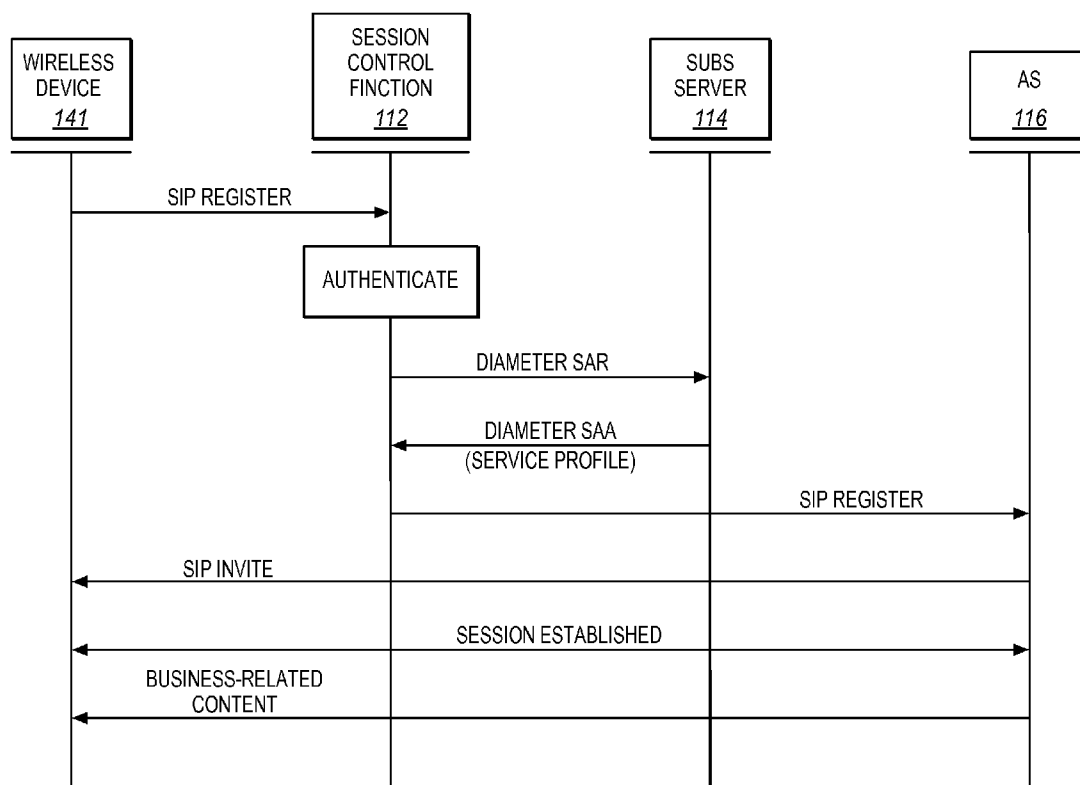 WIRELESS
DEVICE
141
SESSION
CONTROL
FINCTION
112
SUBS
SERVER
114
AS
116
SIP REGISTER
AUTHENTICATE
DIAMETER SAR
DIAMETER SAA
(SERVICE PROFILE)
SIP REGISTER
SIP INVITE
SESSION ESTABLISHED
BUSINESS-RELATED
CONTENT